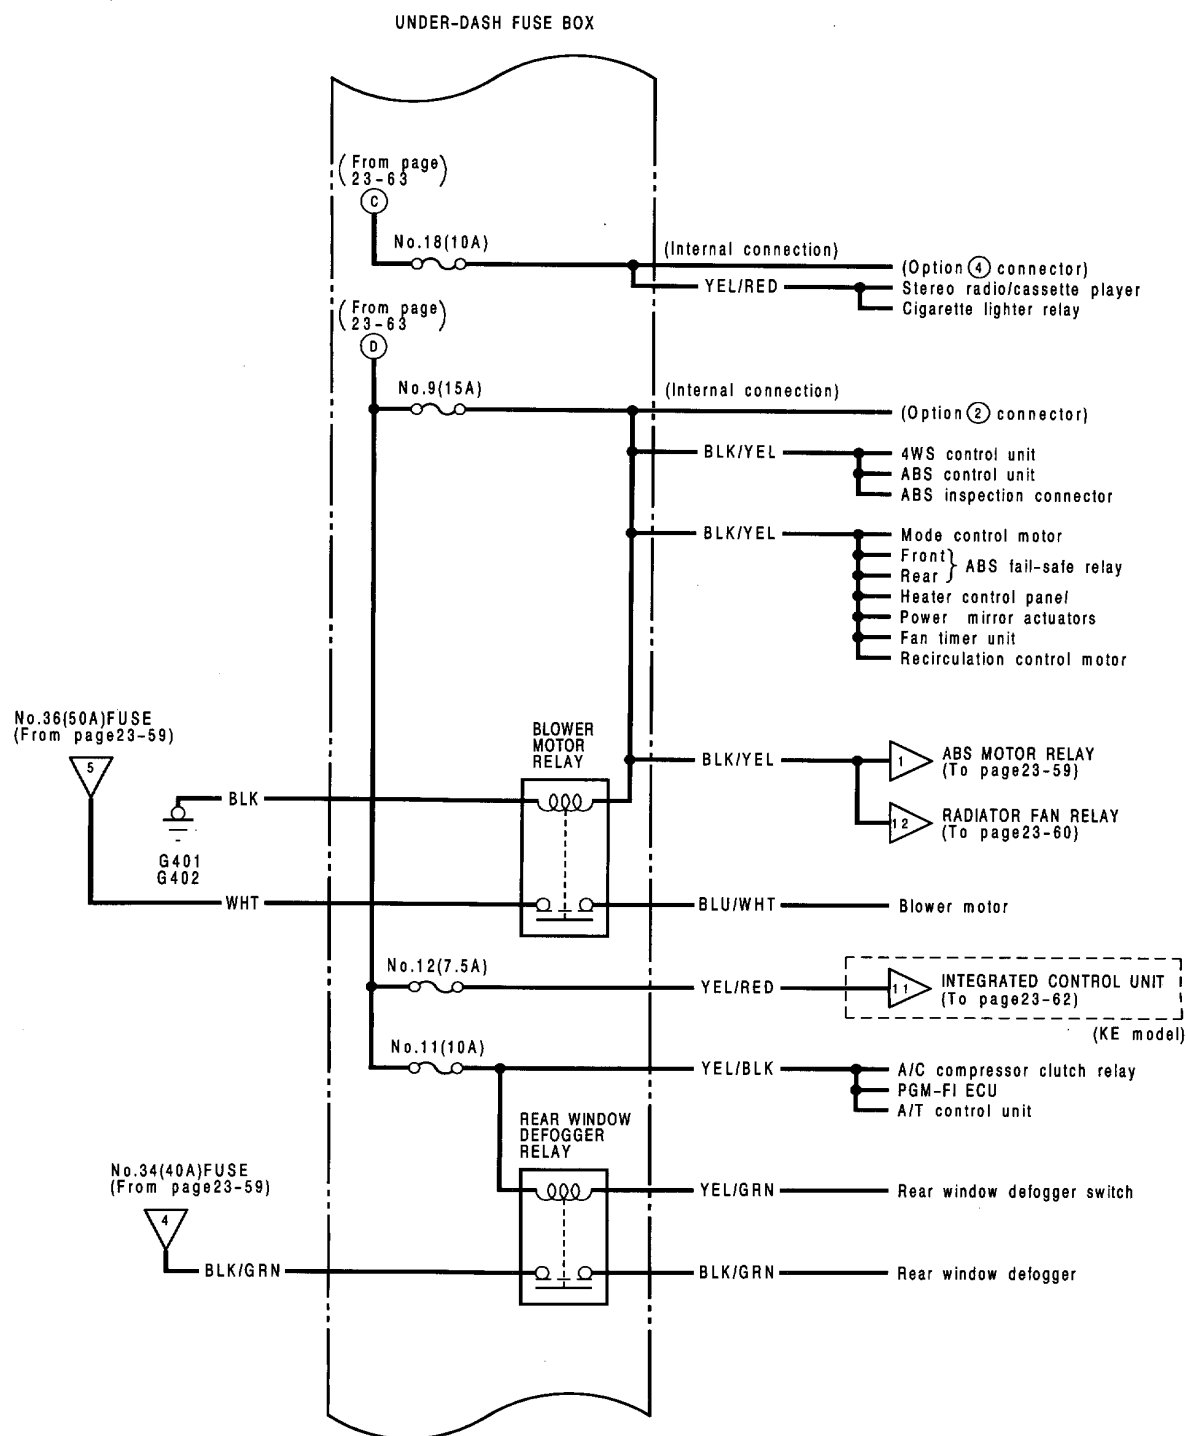 UNDER-DASH FUSE BOX
(From page
23-63)
C
No.18(10A)
(Internal connection)
(Option ④ connector)
YEL/RED
Stereo radio/cassette player
Cigarette lighter relay
(From page
23-63)
D
No.9(15A)
(Internal connection)
(Option ② connector)
BLK/YEL
4WS control unit
ABS control unit
ABS inspection connector
BLK/YEL
Mode control motor
Front
Rear } ABS fail-safe relay
Heater control panel
Power mirror actuators
Fan timer unit
Recirculation control motor
No.36(50A)FUSE
(From page23-59)
5
BLOWER
MOTOR
RELAY
BLK/YEL
1
ABS MOTOR RELAY
(To page23-59)
BLK
12
RADIATOR FAN RELAY
(To page23-60)
G401
G402
WHT
BLU/WHT
Blower motor
No.12(7.5A)
YEL/RED
11
INTEGRATED CONTROL UNIT
(To page23-62)
(KE model)
No.11(10A)
YEL/BLK
A/C compressor clutch relay
PGM-FI ECU
A/T control unit
REAR WINDOW
DEFOGGER
RELAY
No.34(40A)FUSE
(From page23-59)
4
YEL/GRN
Rear window defogger switch
BLK/GRN
BLK/GRN
Rear window defogger